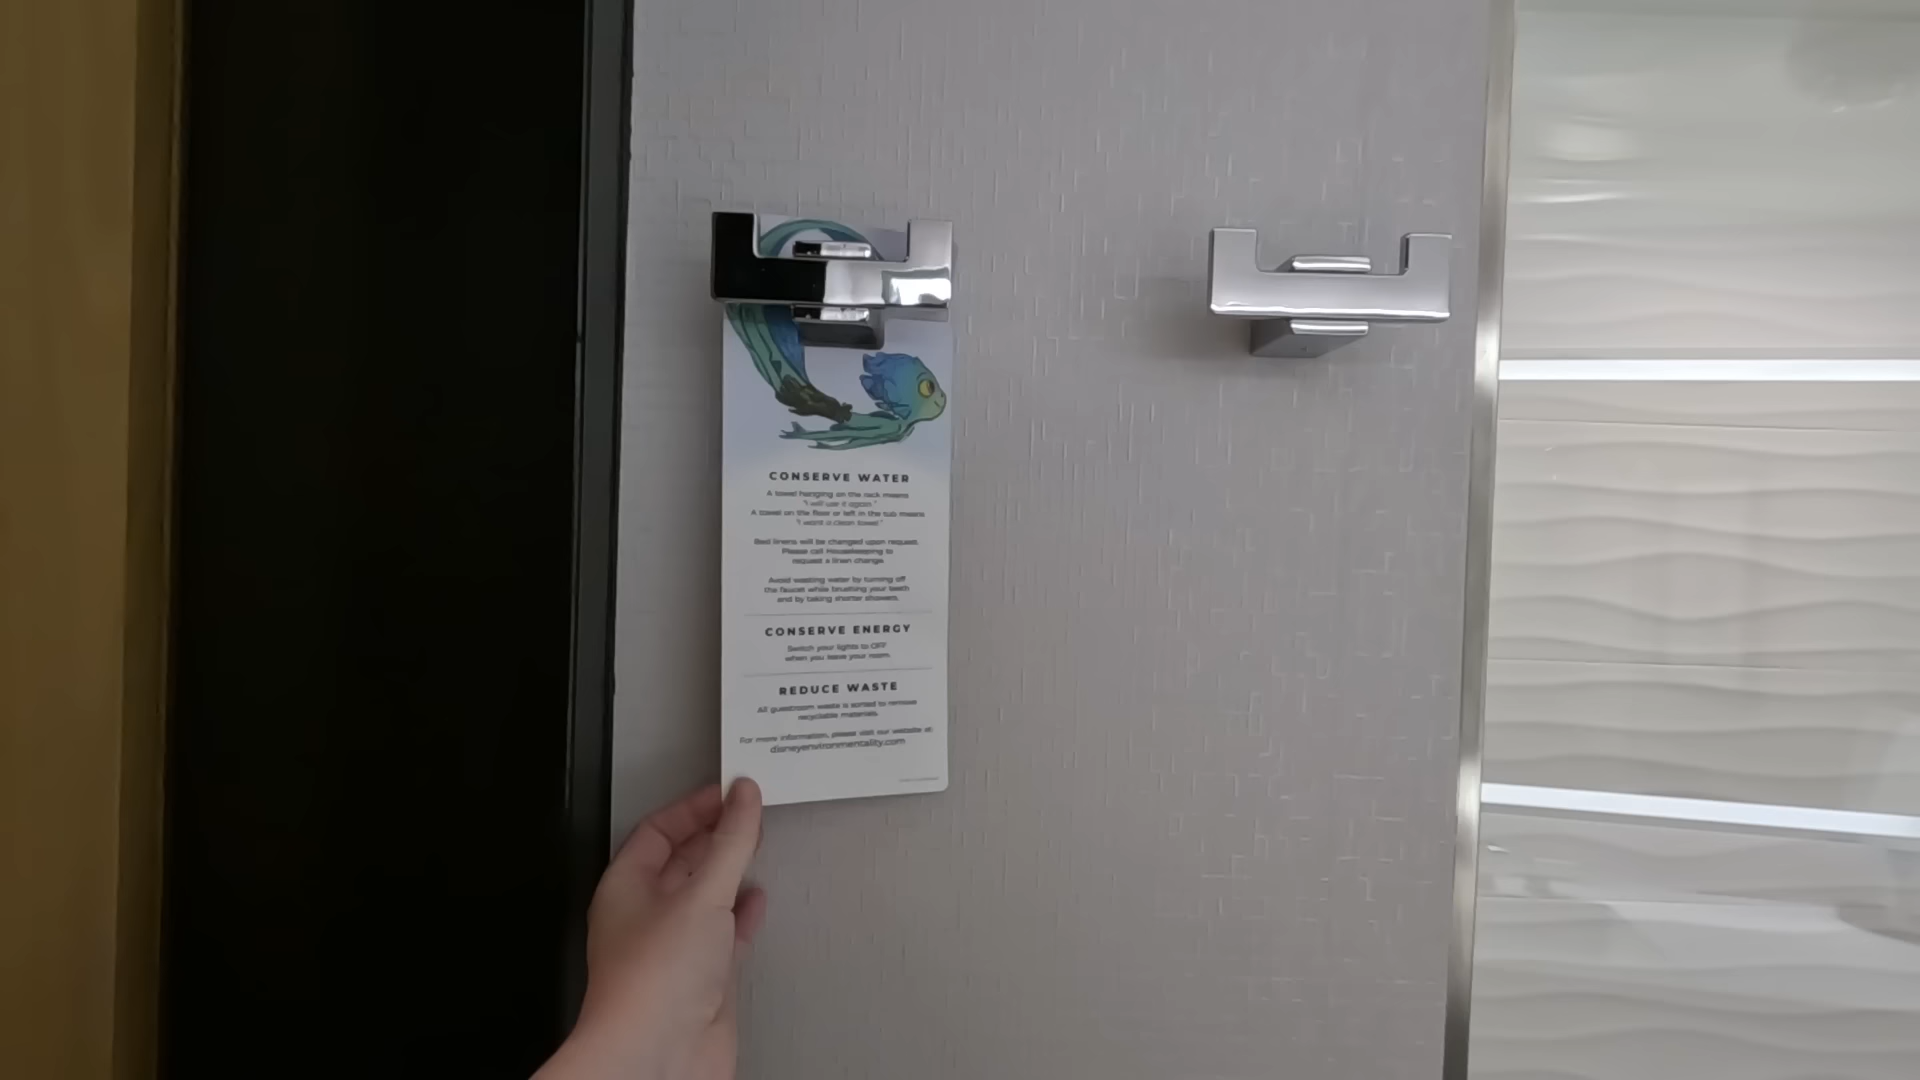 CONSERVE WATER
A towel hanging on the rack means
"I will use it again."
A towel on the floor or left in the tub means
"I want a clean towel."
Bed linens will be changed upon request.
Please call Housekeeping to
request a linen change.
Avoid wasting water by turning off
the faucet while brushing your teeth
and by taking shorter showers.
CONSERVE ENERGY
Switch your lights to OFF
when you leave your room.
REDUCE WASTE
All guestroom waste is sorted to remove
recyclable materials.
For more information, please visit our website at:
disneyenvironmentality.com